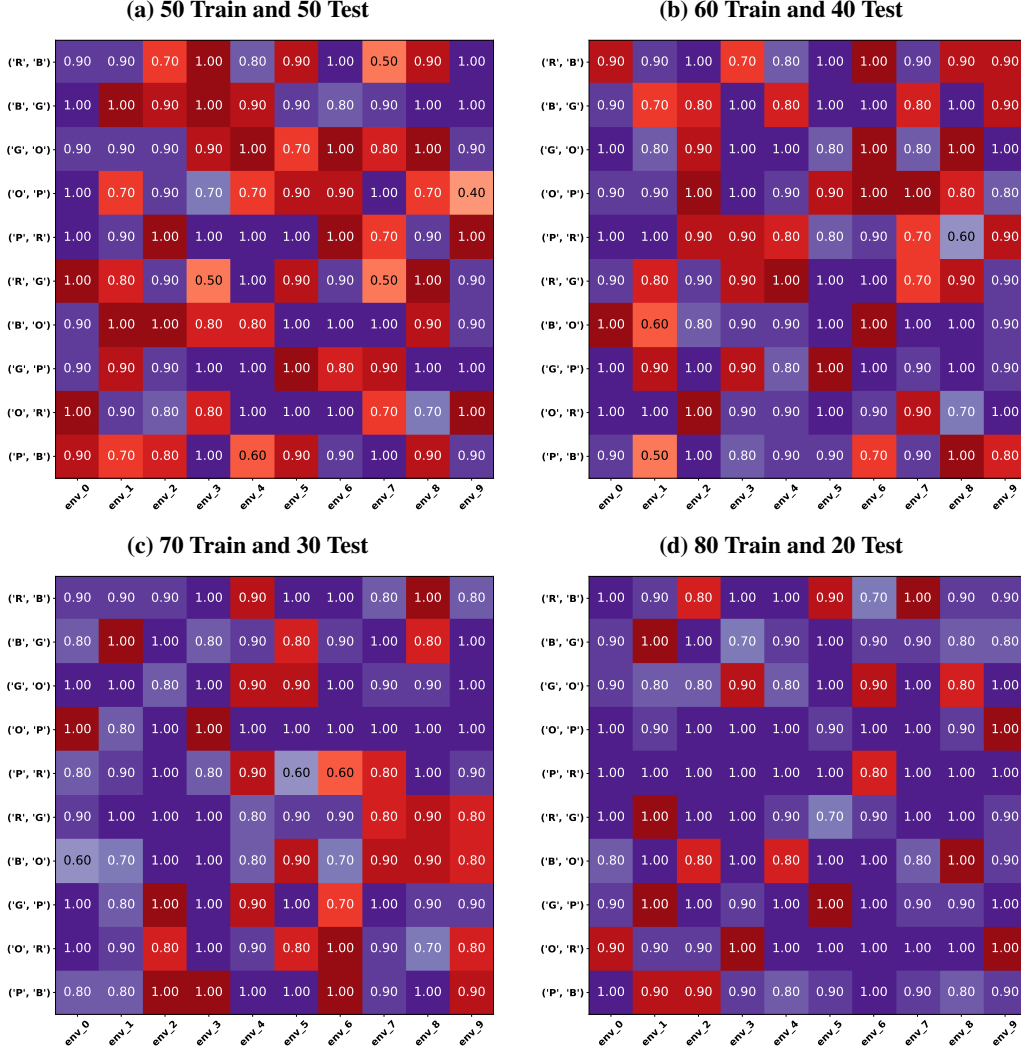 (a) 50 Train and 50 Test
(b) 60 Train and 40 Test
('R', 'B') 0.90 0.90 0.70 1.00 0.80 0.90 1.00 0.50 0.90 1.00
('B', 'G') 1.00 1.00 0.90 1.00 0.90 0.90 0.80 0.90 1.00 1.00
('G', 'O') 0.90 0.90 0.90 0.90 1.00 0.70 1.00 0.80 1.00 0.90
('O', 'P') 1.00 0.70 0.90 0.70 0.70 0.90 0.90 1.00 0.70 0.40
('P', 'R') 1.00 0.90 1.00 1.00 1.00 1.00 1.00 0.70 0.90 1.00
('R', 'G') 1.00 0.80 0.90 0.50 1.00 0.90 0.90 0.50 1.00 0.90
('B', 'O') 0.90 1.00 1.00 0.80 0.80 1.00 1.00 1.00 0.90 0.90
('G', 'P') 0.90 0.90 0.90 1.00 1.00 1.00 0.80 0.90 1.00 1.00
('O', 'R') 1.00 0.90 0.80 0.80 1.00 1.00 1.00 0.70 0.70 1.00
('P', 'B') 0.90 0.70 0.80 1.00 0.60 0.90 0.90 1.00 0.90 0.90
env_0 env_1 env_2 env_3 env_4 env_5 env_6 env_7 env_8 env_9
('R', 'B') 0.90 0.90 1.00 0.70 0.80 1.00 1.00 0.90 0.90 0.90
('B', 'G') 0.90 0.70 0.80 1.00 0.80 1.00 1.00 0.80 1.00 0.90
('G', 'O') 1.00 0.80 0.90 1.00 1.00 0.80 1.00 0.80 1.00 1.00
('O', 'P') 0.90 0.90 1.00 1.00 0.90 0.90 1.00 1.00 0.80 0.80
('P', 'R') 1.00 1.00 0.90 0.90 0.80 0.80 0.90 0.70 0.60 0.90
('R', 'G') 0.90 0.80 0.90 0.90 1.00 1.00 1.00 0.70 0.90 0.90
('B', 'O') 1.00 0.60 0.80 0.90 0.90 1.00 1.00 1.00 1.00 0.90
('G', 'P') 1.00 0.90 1.00 0.90 0.80 1.00 1.00 0.90 1.00 0.90
('O', 'R') 1.00 1.00 1.00 0.90 0.90 1.00 0.90 0.90 0.70 1.00
('P', 'B') 0.90 0.50 1.00 0.80 0.90 0.90 0.70 0.90 1.00 0.80
env_0 env_1 env_2 env_3 env_4 env_5 env_6 env_7 env_8 env_9
(c) 70 Train and 30 Test
(d) 80 Train and 20 Test
('R', 'B') 0.90 0.90 0.90 1.00 0.90 1.00 1.00 0.80 1.00 0.80
('B', 'G') 0.80 1.00 1.00 0.80 0.90 0.80 0.90 1.00 0.80 1.00
('G', 'O') 1.00 1.00 0.80 1.00 0.90 0.90 1.00 0.90 0.90 1.00
('O', 'P') 1.00 0.80 1.00 1.00 1.00 1.00 1.00 1.00 1.00 1.00
('P', 'R') 0.80 0.90 1.00 0.80 0.90 0.60 0.60 0.80 1.00 0.90
('R', 'G') 0.90 1.00 1.00 1.00 0.80 0.90 0.90 0.80 0.90 0.80
('B', 'O') 0.60 0.70 1.00 1.00 0.80 0.90 0.70 0.90 0.90 0.80
('G', 'P') 1.00 0.80 1.00 1.00 0.90 1.00 0.70 1.00 0.90 0.90
('O', 'R') 1.00 0.90 0.80 1.00 0.90 0.80 1.00 0.90 0.70 0.80
('P', 'B') 0.80 0.80 1.00 1.00 1.00 1.00 1.00 0.90 1.00 0.90
env_0 env_1 env_2 env_3 env_4 env_5 env_6 env_7 env_8 env_9
('R', 'B') 1.00 0.90 0.80 1.00 1.00 0.90 0.70 1.00 0.90 0.90
('B', 'G') 0.90 1.00 1.00 0.70 0.90 1.00 0.90 0.90 0.80 0.80
('G', 'O') 0.90 0.80 0.80 0.90 0.80 1.00 0.90 1.00 0.80 1.00
('O', 'P') 1.00 0.90 1.00 1.00 1.00 0.90 1.00 1.00 0.90 1.00
('P', 'R') 1.00 1.00 1.00 1.00 1.00 1.00 0.80 1.00 1.00 1.00
('R', 'G') 1.00 1.00 1.00 1.00 0.90 0.70 0.90 1.00 1.00 0.90
('B', 'O') 0.80 1.00 0.80 1.00 0.80 1.00 1.00 0.80 1.00 0.90
('G', 'P') 0.90 1.00 1.00 0.90 1.00 1.00 1.00 0.90 0.90 1.00
('O', 'R') 0.90 0.90 0.90 1.00 1.00 1.00 1.00 1.00 1.00 1.00
('P', 'B') 1.00 0.90 0.90 0.80 0.80 0.90 1.00 0.90 0.80 0.90
env_0 env_1 env_2 env_3 env_4 env_5 env_6 env_7 env_8 env_9